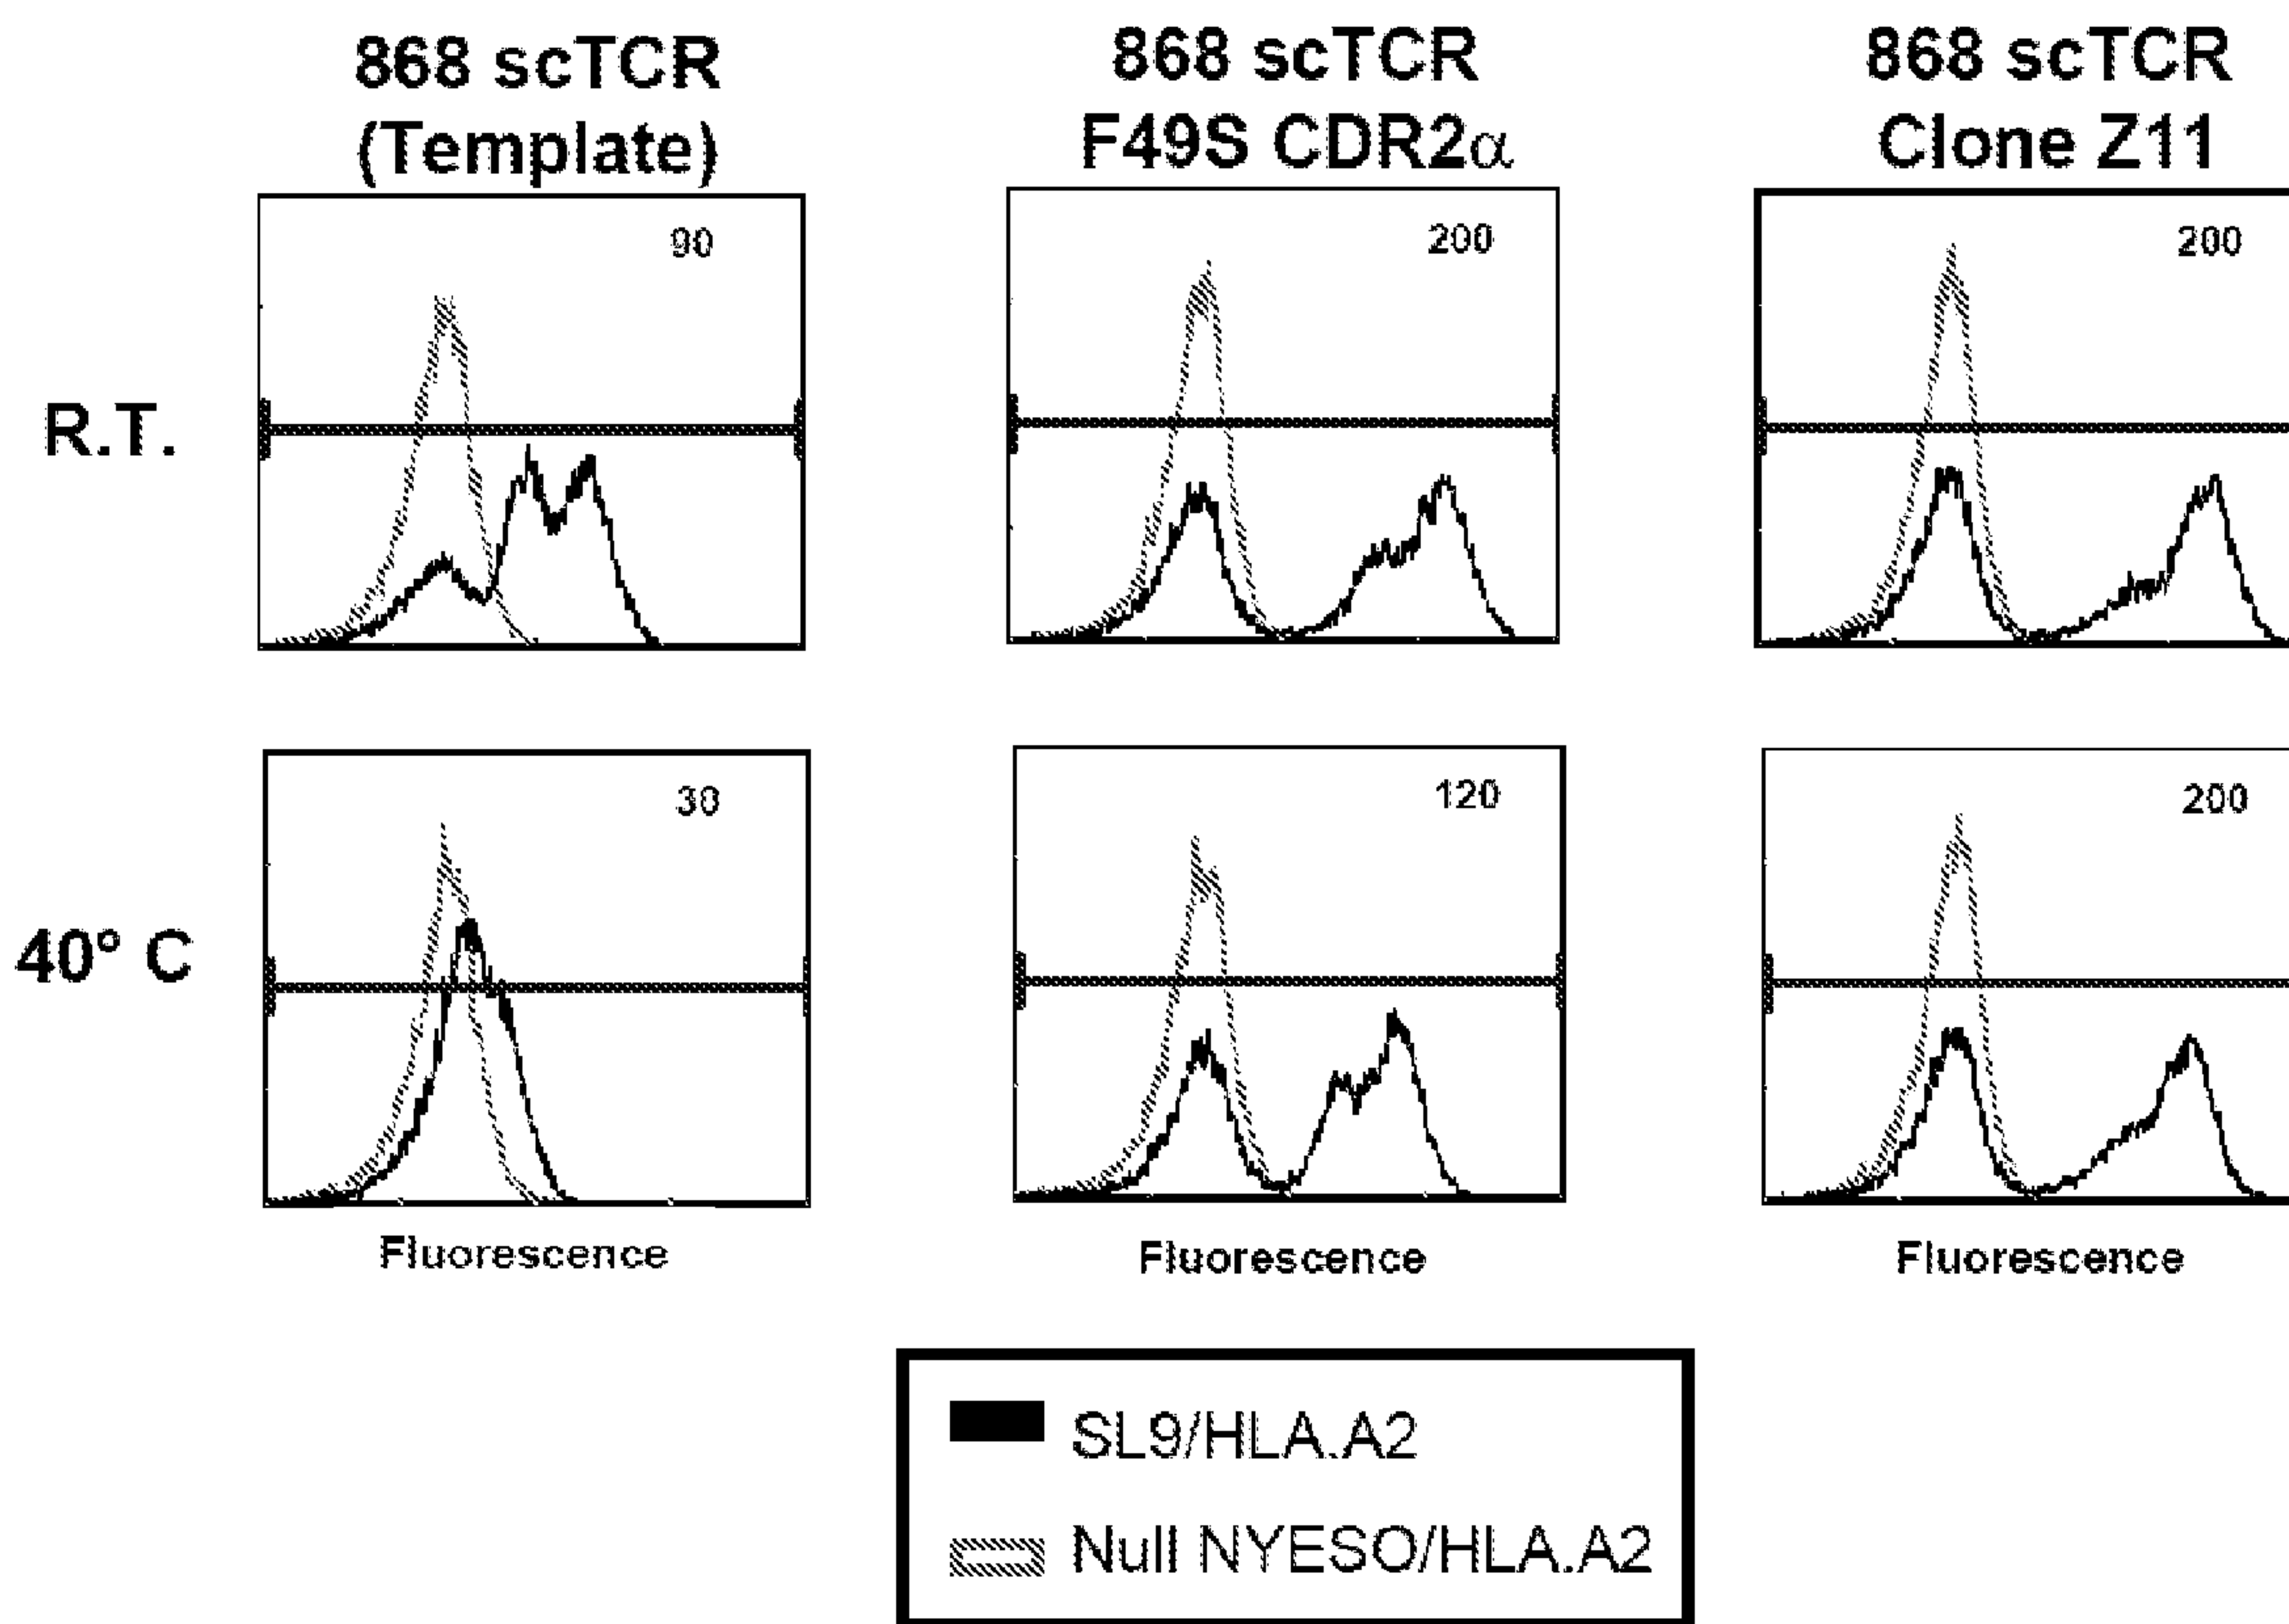 868 scTCR
(Template)
868 scTCR
F49S CDR2α
868 scTCR
Clone Z11
R.T.
90
200
200
40° C
30
120
200
Fluorescence
Fluorescence
Fluorescence
SL9/HLA.A2
Null NYESO/HLA.A2